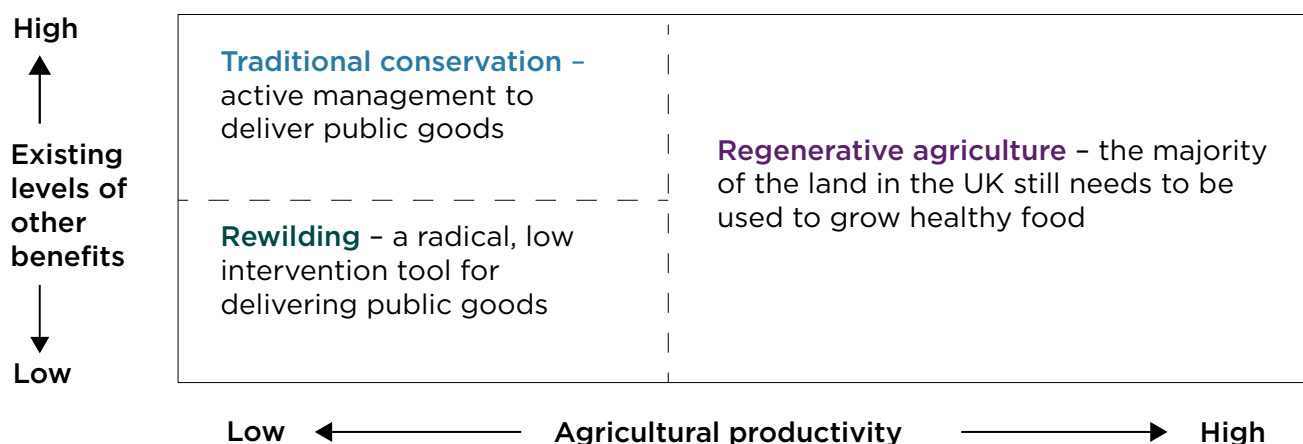 High
Existing
levels of
other
benefits
Low
Traditional conservation –
active management to
deliver public goods
Rewilding – a radical, low
intervention tool for
delivering public goods
Regenerative agriculture – the majority
of the land in the UK still needs to be
used to grow healthy food
Low
Agricultural productivity
High